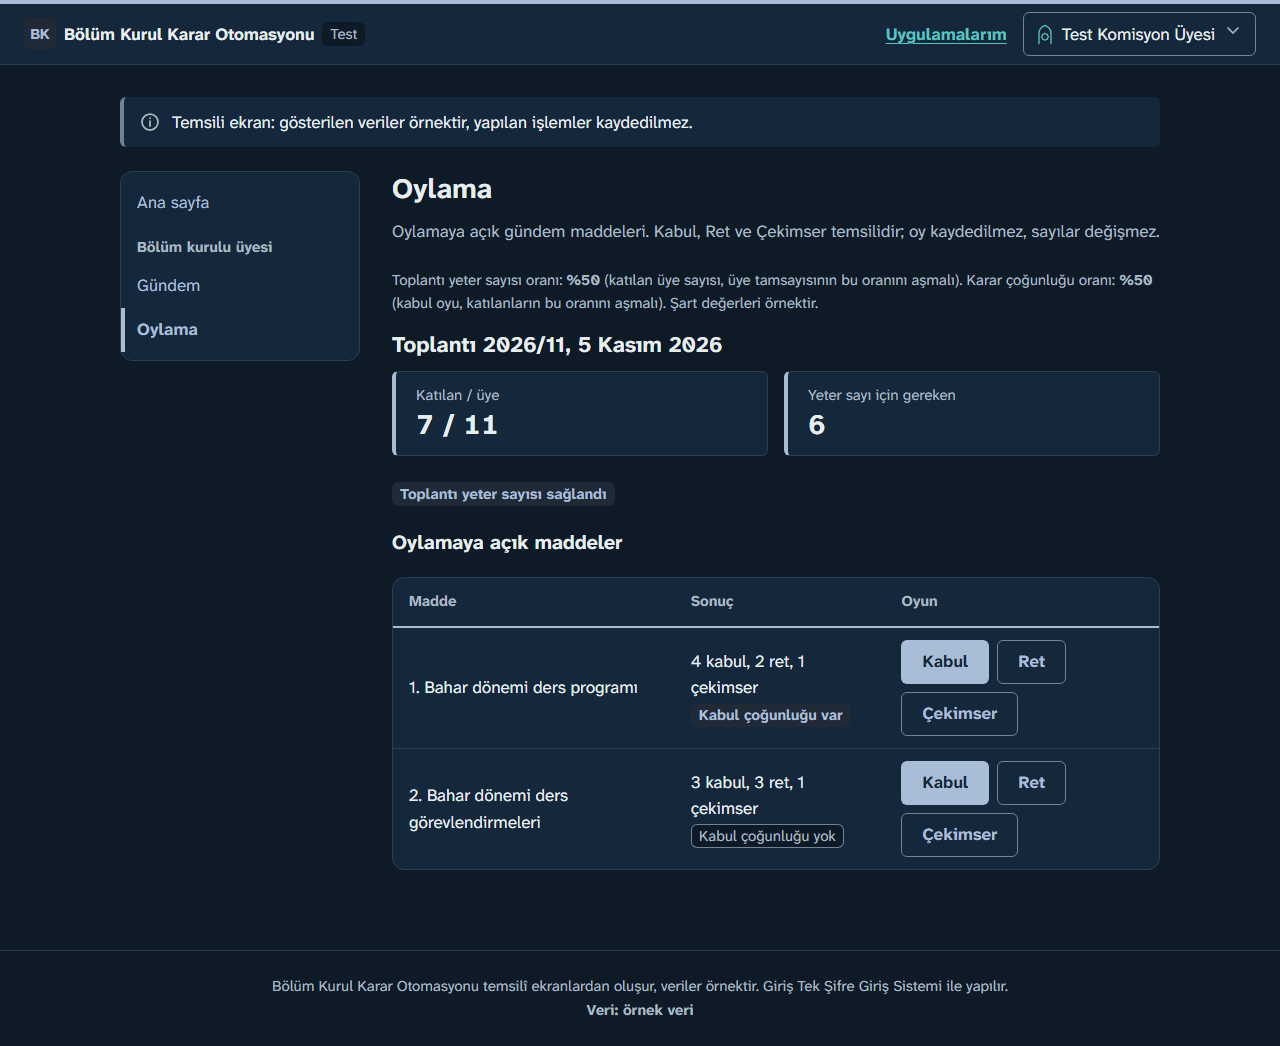 BK Bölüm Kurul Karar Otomasyonu Test
Uygulamalarım
Test Komisyon Üyesi
Temsili ekran: gösterilen veriler örnektir, yapılan işlemler kaydedilmez.
Ana sayfa
Bölüm kurulu üyesi
Gündem
Oylama
Oylama
Oylamaya açık gündem maddeleri. Kabul, Ret ve Çekimser temsilidir; oy kaydedilmez, sayılar değişmez.
Toplantı yeter sayısı oranı: %50 (katılan üye sayısı, üye tamsayısının bu oranını aşmalı). Karar çoğunluğu oranı: %50
(kabul oyu, katılanların bu oranını aşmalı). Şart değerleri örnektir.
Toplantı 2026/11, 5 Kasım 2026
Katılan / üye
7 / 11
Yeter sayı için gereken
6
Toplantı yeter sayısı sağlandı
Oylamaya açık maddeler
Madde Sonuç Oyun
1. Bahar dönemi ders programı
4 kabul, 2 ret, 1
çekimser
Kabul çoğunluğu var
Kabul Ret
Çekimser
2. Bahar dönemi ders
görevlendirmeleri
3 kabul, 3 ret, 1
çekimser
Kabul çoğunluğu yok
Kabul Ret
Çekimser
Bölüm Kurul Karar Otomasyonu temsilî ekranlardan oluşur, veriler örnektir. Giriş Tek Şifre Giriş Sistemi ile yapılır.
Veri: örnek veri